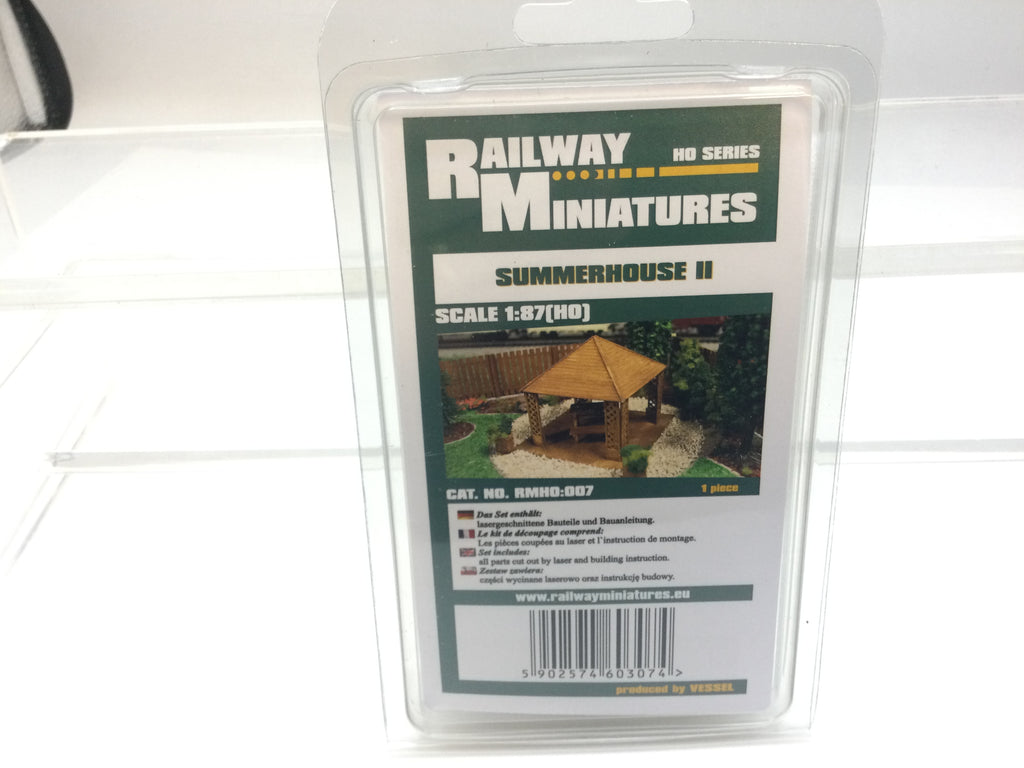 RAILWAY
HO SERIES
MINIATURES
SUMMERHOUSE II
SCALE 1:87(HO)
CAT. NO. RMHO:007
1 piece
Das Set enthält:
lasergeschnittene Bauteile und Bauanleitung.
Le kit de découpage comprend:
Les pièces coupées au laser et l'instruction de montage.
Set includes:
all parts cut out by laser and building instruction.
Zestaw zawiera:
części wycinane laserowo oraz instrukcję budowy.
www.railwayminiatures.eu
5 902574 603074 >
produced by VESSEL